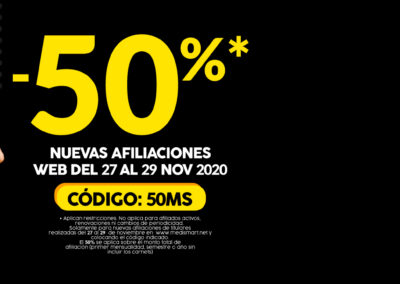 -50%*
NUEVAS AFILIACIONES
WEB DEL 27 AL 29 NOV 2020
CÓDIGO: 50MS
• Aplican restricciones. No aplica para afiliados activos,
renovaciones ni cambios de periodicidad.
Solamente para nuevas afiliaciones de titulares
realizadas del 27 al 29 de noviembre en www.medismart.net y
colocando el código indicado.
El 50% se aplica sobre el monto total de
afiliación (primer mensualidad, semestre o año sin
incluir los carnets)